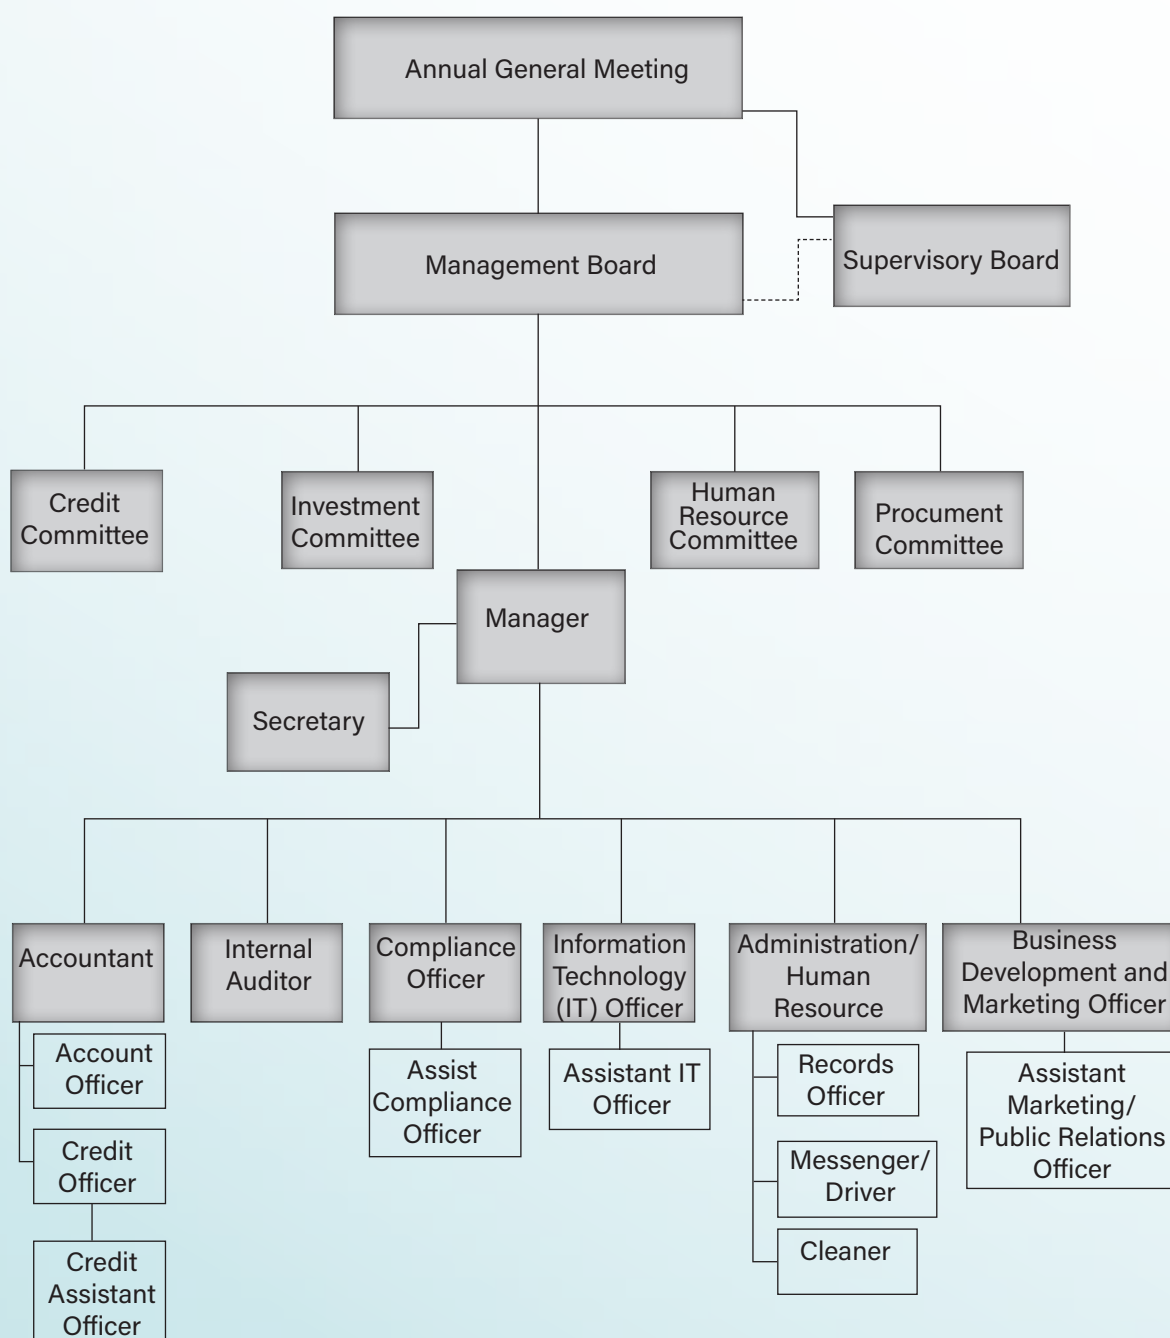 Annual General Meeting
Management Board
Supervisory Board
Credit
Committee
Investment
Committee
Human
Resource
Committee
Procument
Committee
Manager
Secretary
Accountant
Internal
Auditor
Compliance
Officer
Information
Technology
(IT) Officer
Administration/
Human
Resource
Business
Development and
Marketing Officer
Account
Officer
Credit
Officer
Credit
Assistant
Officer
Assist
Compliance
Officer
Assistant IT
Officer
Records
Officer
Messenger/
Driver
Cleaner
Assistant
Marketing/
Public Relations
Officer